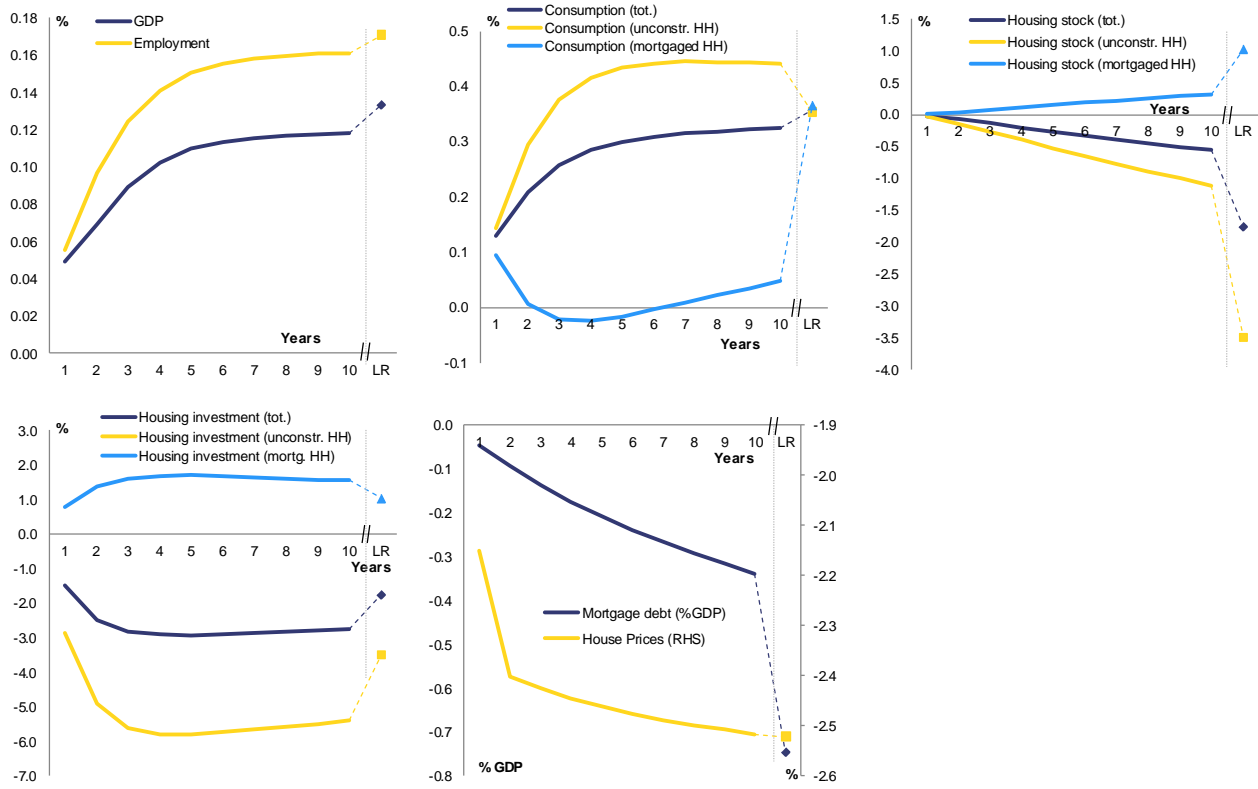 %
GDP
Employment
0.18
0.16
0.14
0.12
0.10
0.08
0.06
0.04
0.02
0.00
Years
1 2 3 4 5 6 7 8 9 10 LR
%
Consumption (tot.)
Consumption (unconstr. HH)
Consumption (mortgaged HH)
0.5
0.4
0.3
0.2
0.1
0.0
-0.1
1 2 3 4 5 6 7 8 9 10 LR
Years
%
Housing stock (tot.)
Housing stock (unconstr. HH)
Housing stock (mortgaged HH)
1.5
1.0
0.5
0.0
-0.5
-1.0
-1.5
-2.0
-2.5
-3.0
-3.5
-4.0
Years
1 2 3 4 5 6 7 8 9 10 LR
Housing investment (tot.)
Housing investment (unconstr. HH)
Housing investment (mortg. HH)
%
3.0
2.0
1.0
0.0
-1.0
-2.0
-3.0
-4.0
-5.0
-6.0
-7.0
1 2 3 4 5 6 7 8 9 10 LR
Years
0.0
-0.1
-0.2
-0.3
-0.4
-0.5
-0.6
-0.7
-0.8
1 2 3 4 5 6 7 8 9 10 LR
Years
Mortgage debt (%GDP)
House Prices (RHS)
% GDP
%
-1.9
-2.0
-2.1
-2.2
-2.3
-2.4
-2.5
-2.6